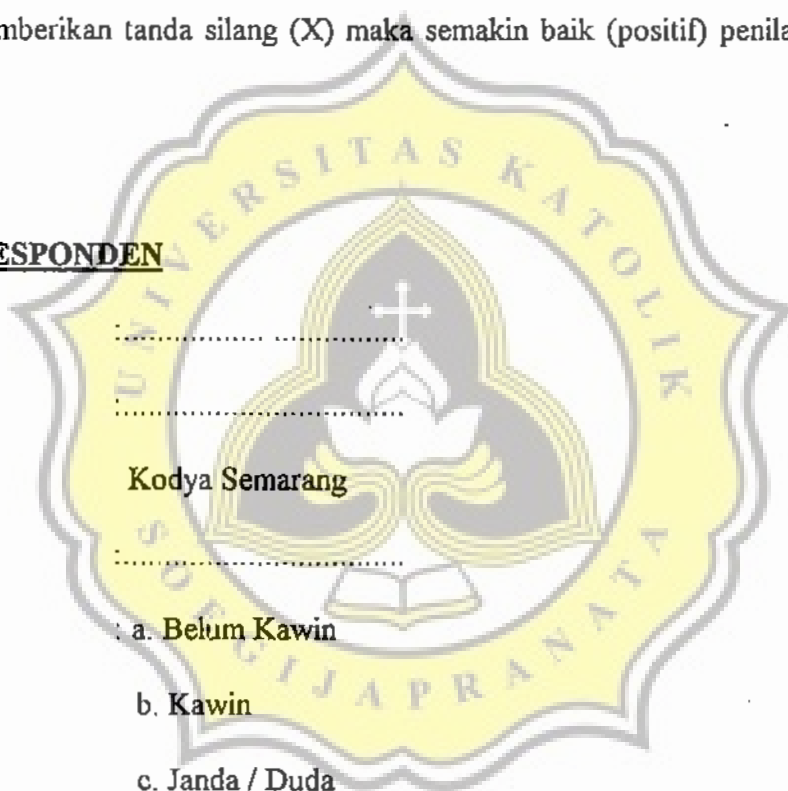 mberikan tanda silang (X) maka semakin baik (positif) penila
ESPONDEN
: ........................................
: ........................................
Kodya Semarang
: ........................................
: a. Belum Kawin
b. Kawin
c. Janda / Duda
UNIVERSITAS KATOLIK
SOEGIJAPRANATA